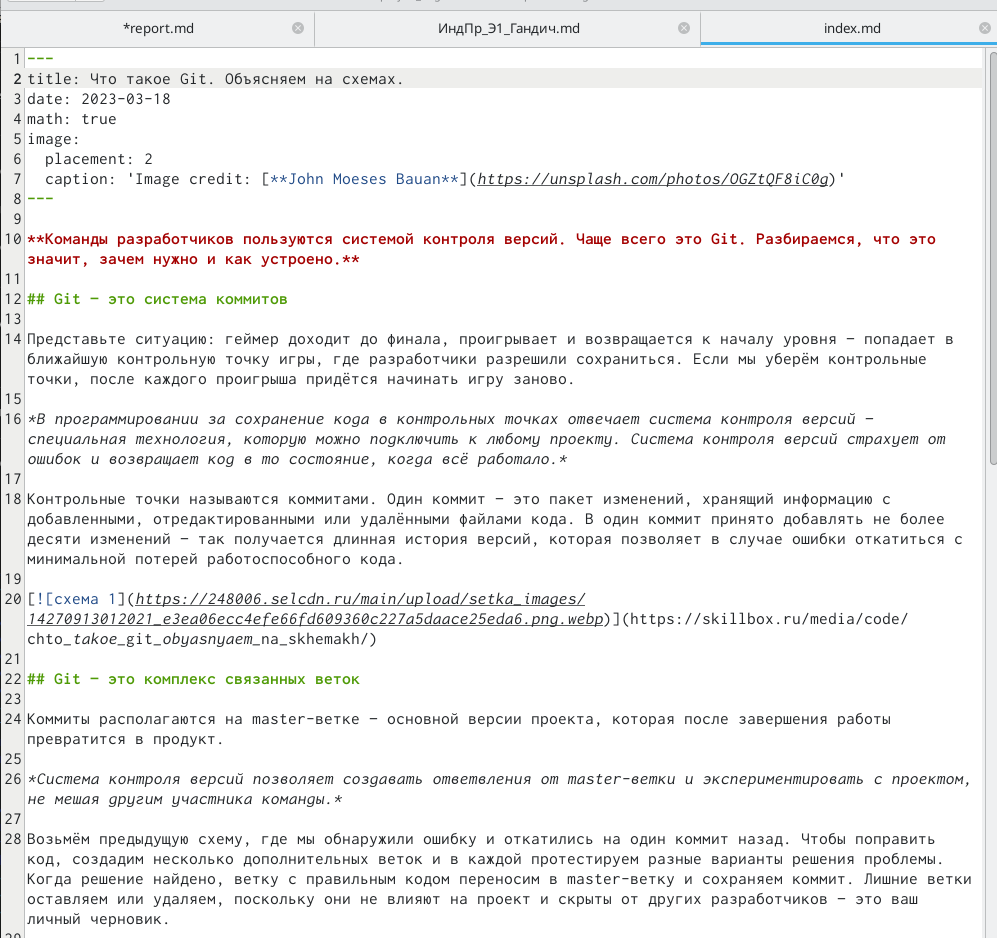 *report.md
ИндПр_Э1_Гандич.md
index.md
1 ---
2 title: Что такое Git. Объясняем на схемах.
3 date: 2023-03-18
4 math: true
5 image:
6 placement: 2
7 caption: 'Image credit: [**John Moeses Bauan**](https://unsplash.com/photos/OGZtQF8iC0g)'
8 ---
9
10 **Команды разработчиков пользуются системой контроля версий. Чаще всего это Git. Разбираемся, что это
значит, зачем нужно и как устроено.**
11
12 ## Git — это система коммитов
13
14 Представьте ситуацию: геймер доходит до финала, проигрывает и возвращается к началу уровня — попадает в
ближайшую контрольную точку игры, где разработчики разрешили сохраниться. Если мы уберём контрольные
точки, после каждого проигрыша придётся начинать игру заново.
15
16 *В программировании за сохранение кода в контрольных точках отвечает система контроля версий —
специальная технология, которую можно подключить к любому проекту. Система контроля версий страхует от
ошибок и возвращает код в то состояние, когда всё работало.*
17
18 Контрольные точки называются коммитами. Один коммит — это пакет изменений, хранящий информацию с
добавленными, отредактированными или удалёнными файлами кода. В один коммит принято добавлять не более
десяти изменений — так получается длинная история версий, которая позволяет в случае ошибки откатиться с
минимальной потерей работоспособного кода.
19
20 [![схема 1](https://248006.selcdn.ru/main/upload/setka_images/
14270913012021_e3ea06ecc4efe66fd609360c227a5daace25eda6.png.webp)](https://skillbox.ru/media/code/
chto_takoe_git_obyasnyaem_na_skhemakh/)
21
22 ## Git — это комплекс связанных веток
23
24 Коммиты располагаются на master-ветке — основной версии проекта, которая после завершения работы
превратится в продукт.
25
26 *Система контроля версий позволяет создавать ответвления от master-ветки и экспериментировать с проектом,
не мешая другим участника команды.*
27
28 Возьмём предыдущую схему, где мы обнаружили ошибку и откатились на один коммит назад. Чтобы поправить
код, создадим несколько дополнительных веток и в каждой протестируем разные варианты решения проблемы.
Когда решение найдено, ветку с правильным кодом переносим в master-ветку и сохраняем коммит. Лишние ветки
оставляем или удаляем, поскольку они не влияют на проект и скрыты от других разработчиков — это ваш
личный черновик.